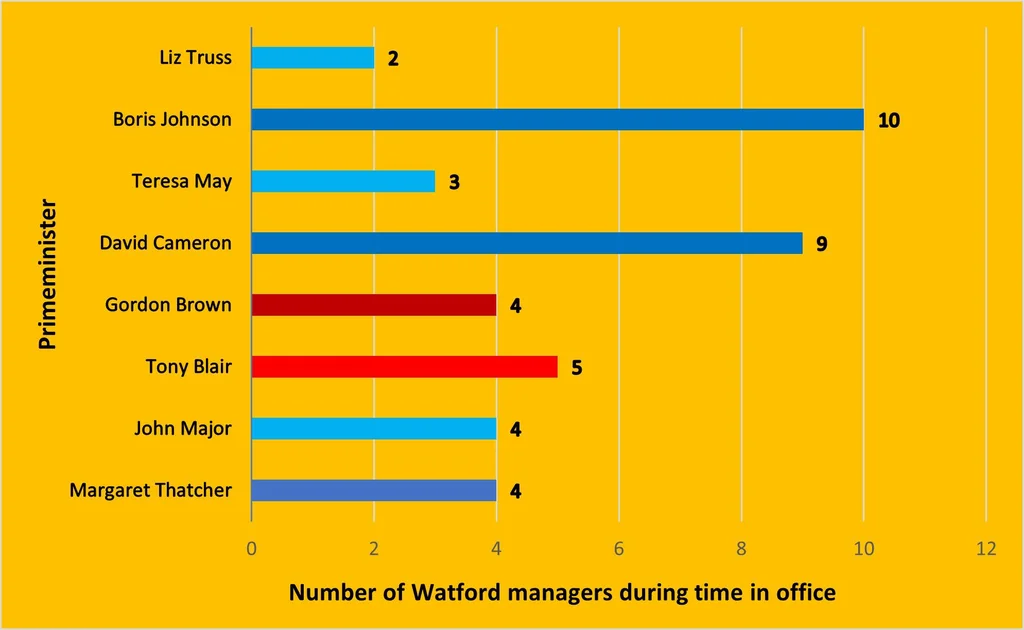 Liz Truss 2
Boris Johnson 10
Teresa May 3
David Cameron 9
Gordon Brown 4
Tony Blair 5
John Major 4
Margaret Thatcher 4
Primeminister
0 2 4 6 8 10 12
Number of Watford managers during time in office